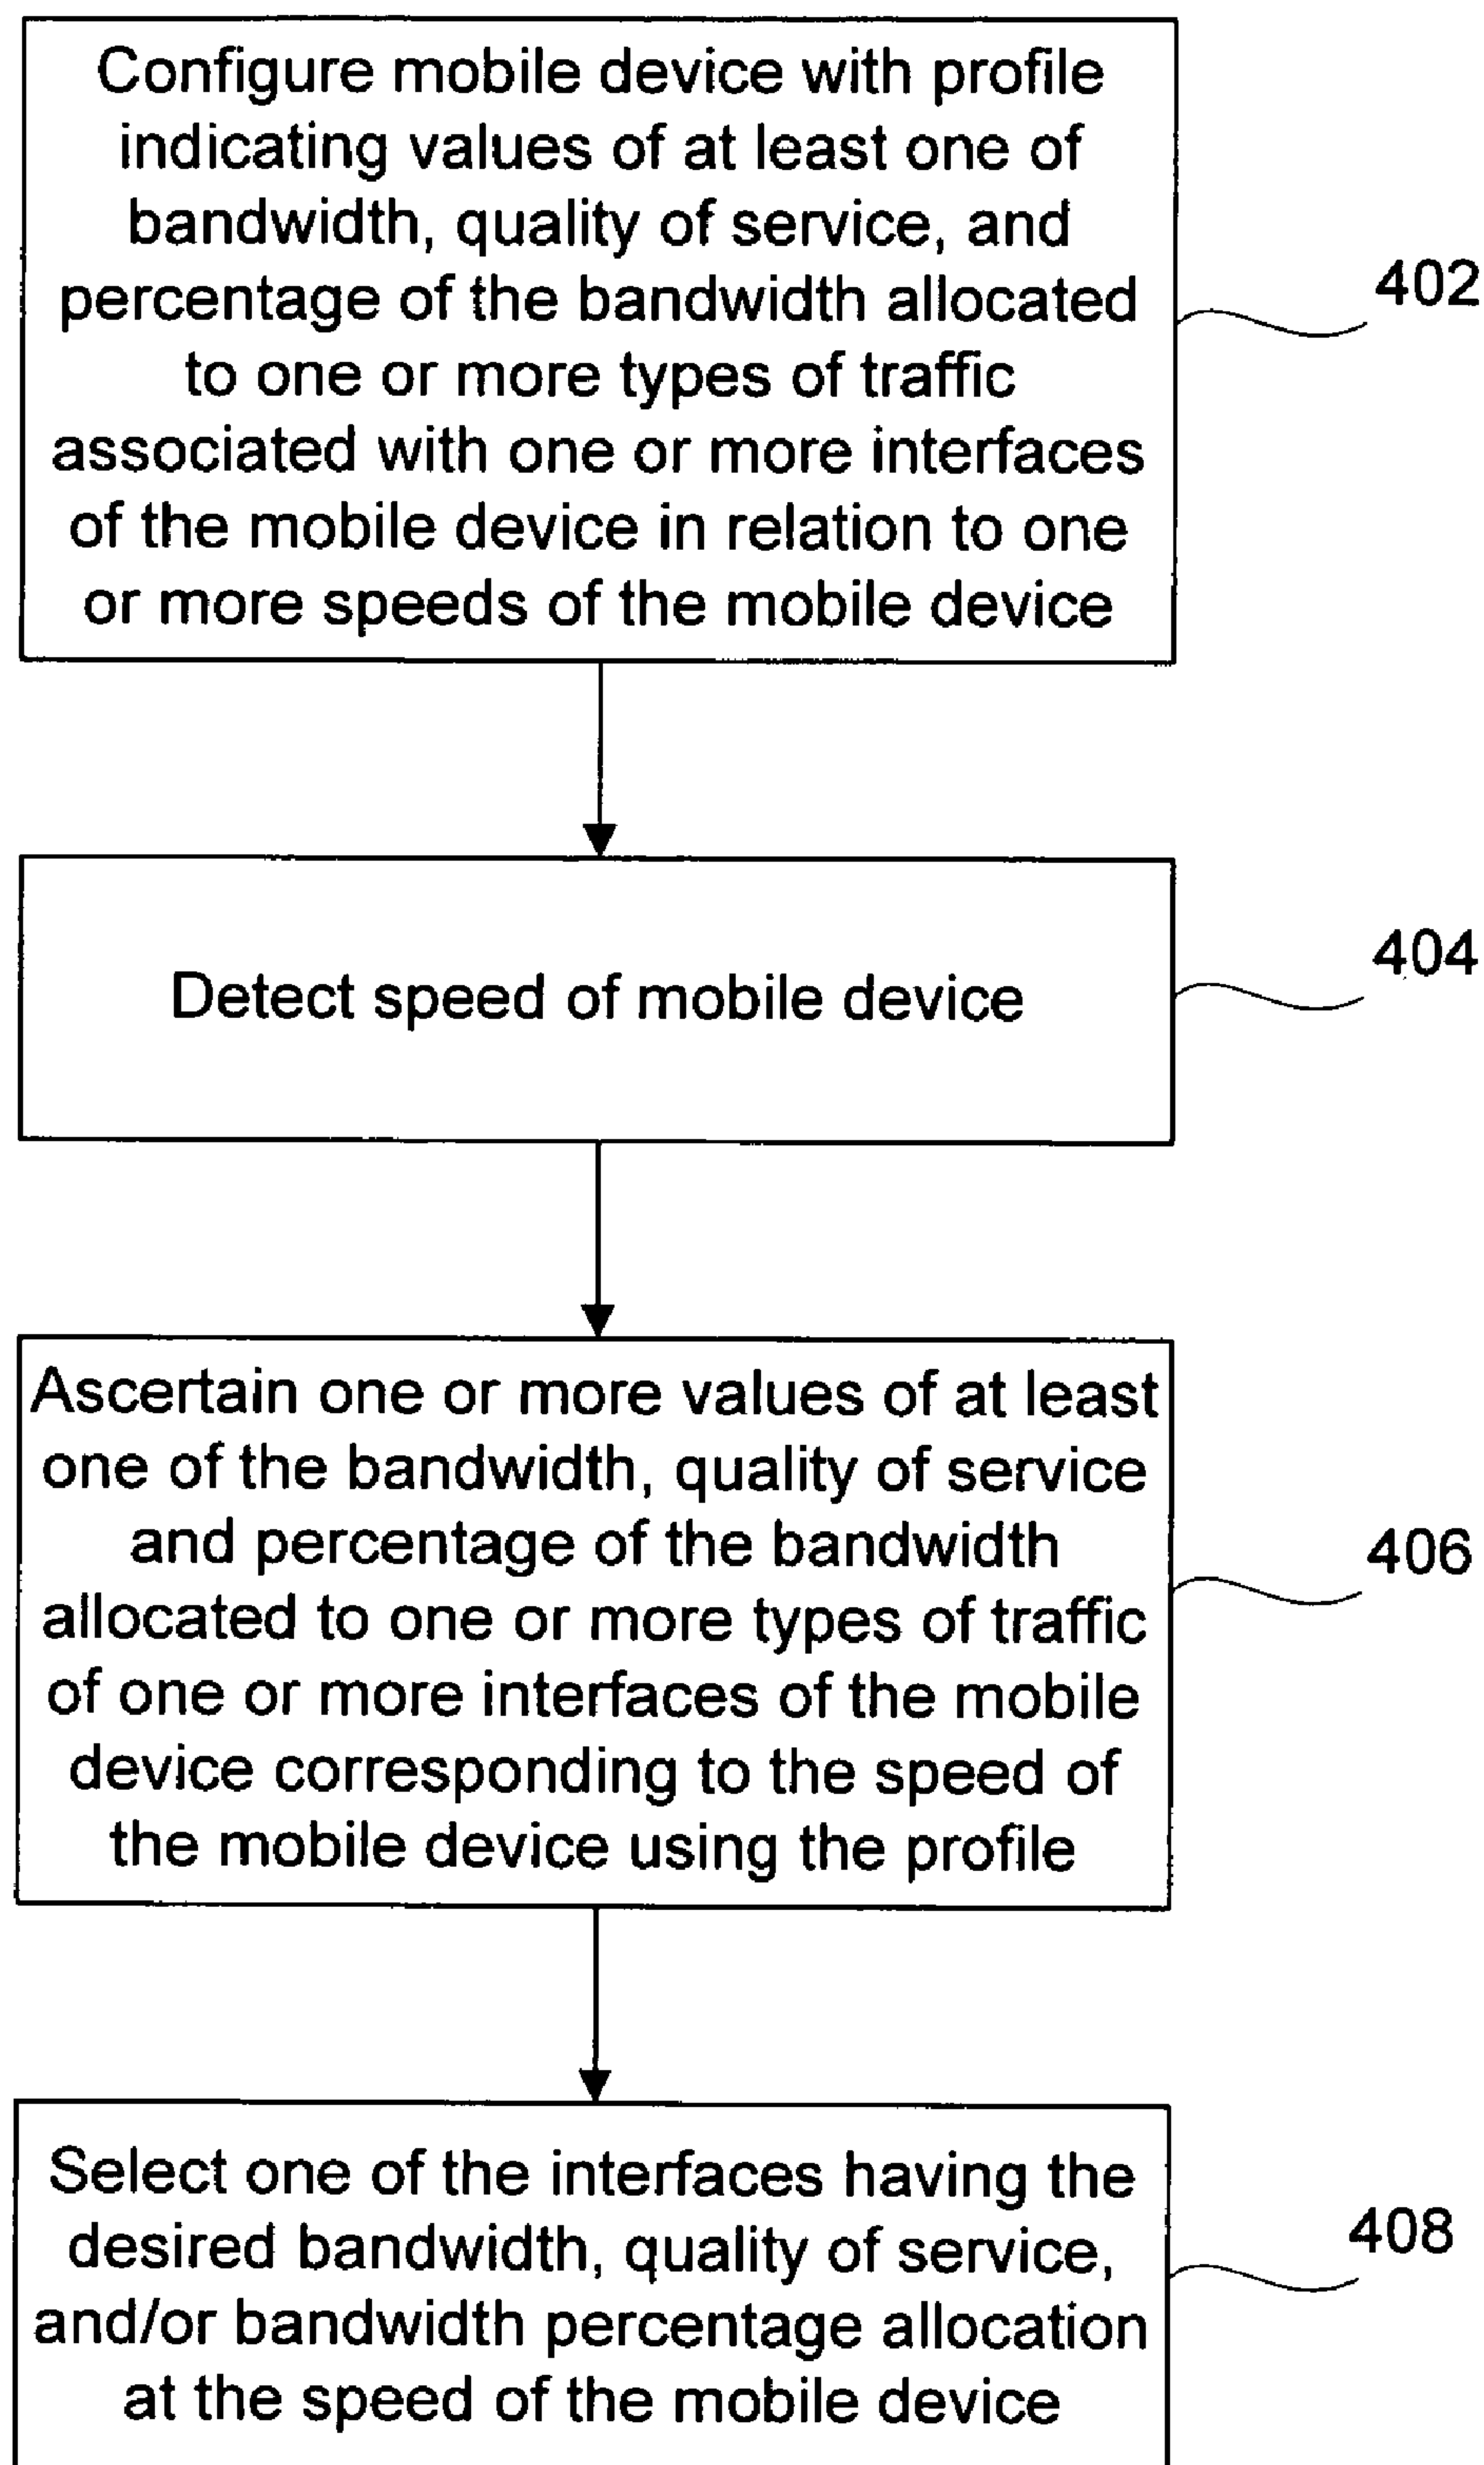 Configure mobile device with profile
indicating values of at least one of
bandwidth, quality of service, and
percentage of the bandwidth allocated
to one or more types of traffic
associated with one or more interfaces
of the mobile device in relation to one
or more speeds of the mobile device
402
Detect speed of mobile device
404
Ascertain one or more values of at least
one of the bandwidth, quality of service
and percentage of the bandwidth
allocated to one or more types of traffic
of one or more interfaces of the mobile
device corresponding to the speed of
the mobile device using the profile
406
Select one of the interfaces having the
desired bandwidth, quality of service,
and/or bandwidth percentage allocation
at the speed of the mobile device
408